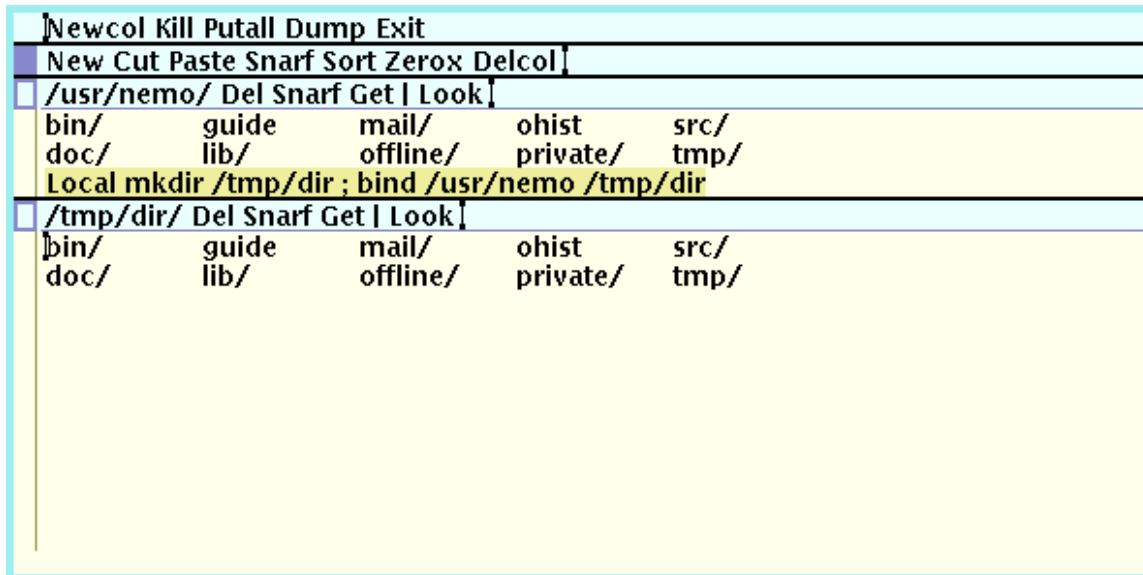 Newcol Kill Putall Dump Exit
New Cut Paste Snarf Sort Zerox Delcol
/usr/nemo/ Del Snarf Get | Look
bin/ guide mail/ ohist src/
doc/ lib/ offline/ private/ tmp/
Local mkdir /tmp/dir ; bind /usr/nemo /tmp/dir
/tmp/dir/ Del Snarf Get | Look
bin/ guide mail/ ohist src/
doc/ lib/ offline/ private/ tmp/